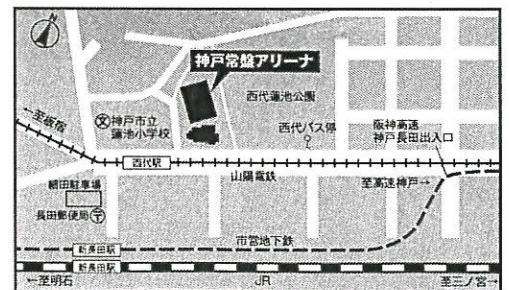 神戸常盤アリーナ
西代蓮池公園
←至板宿
文神戸市立
蓮池小学校
西代バス停
阪神高速
神戸長田出入口
西代駅
山陽電鉄
至高速神戸→
細田駐車場
長田郵便局〒
市営地下鉄
新長田駅
新長田駅
←至明石
JR
至三ノ宮→